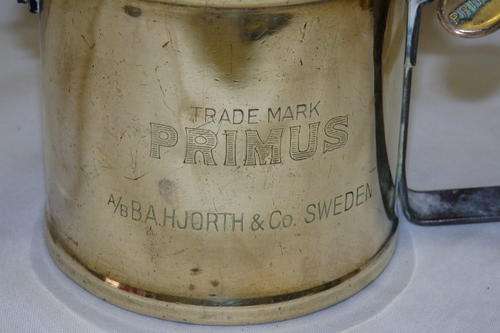 TRADE MARK
PRIMUS
A/B B.A. HJORTH & Co. SWEDEN